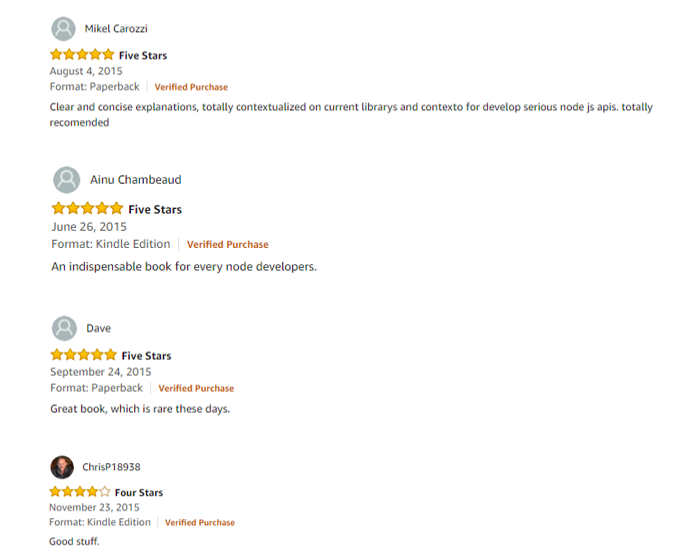 Mikel Carozzi
Five Stars
August 4, 2015
Format: Paperback | Verified Purchase
Clear and concise explanations, totally contextualized on current librarys and contexto for develop serious node js apis. totally
recomended
Ainu Chambeaud
Five Stars
June 26, 2015
Format: Kindle Edition | Verified Purchase
An indispensable book for every node developers.
Dave
Five Stars
September 24, 2015
Format: Paperback | Verified Purchase
Great book, which is rare these days.
ChrisP18938
Four Stars
November 23, 2015
Format: Kindle Edition | Verified Purchase
Good stuff.